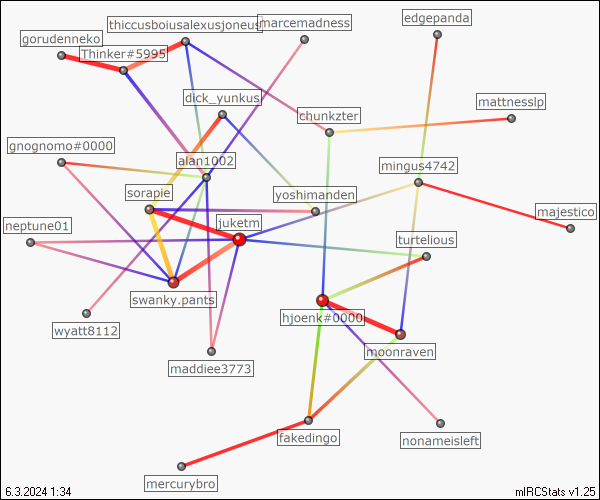 edgepanda
thiccusboiusalexusjoneus
marcemadness
gorudenneko
Thinker#5995
dick_yunkus
mattnesslp
chunkzter
gnognomo#0000
alan1002
mingus4742
sorapie
yoshimanden
majestico
neptune01
juketm
turtelious
swanky.pants
hjoenk#0000
wyatt8112
moonraven
maddiee3773
fakedingo
nonameisleft
mercurybro
6.3.2024 1:34
mIRCStats v1.25